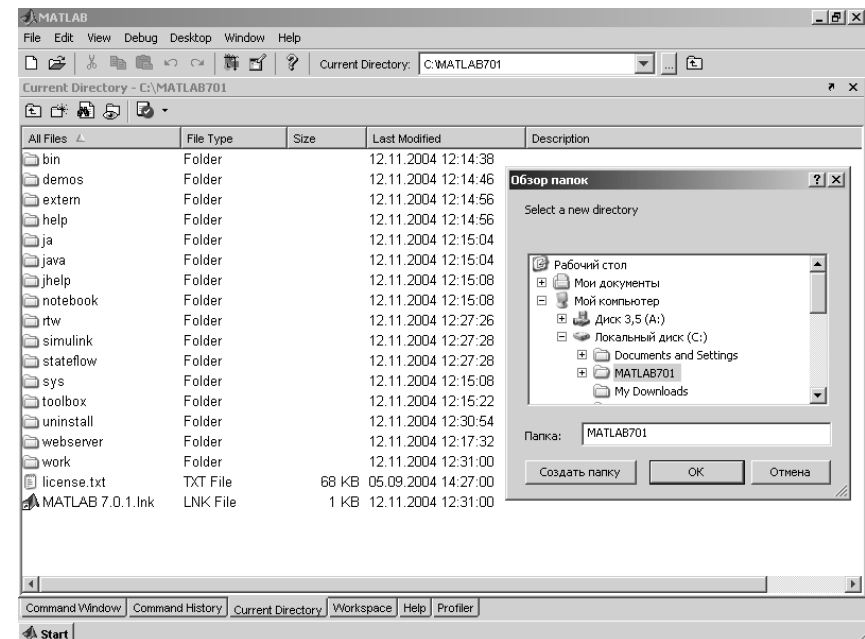 MATLAB
File Edit View Debug Desktop Window Help
Current Directory: C:\MATLAB701
Current Directory - C:\MATLAB701
All Files File Type Size Last Modified Description
bin Folder 12.11.2004 12:14:38
demos Folder 12.11.2004 12:14:46
extern Folder 12.11.2004 12:14:56
help Folder 12.11.2004 12:14:56
ja Folder 12.11.2004 12:15:04
java Folder 12.11.2004 12:15:04
jhelp Folder 12.11.2004 12:15:08
notebook Folder 12.11.2004 12:15:08
rtw Folder 12.11.2004 12:27:26
simulink Folder 12.11.2004 12:27:28
stateflow Folder 12.11.2004 12:27:28
sys Folder 12.11.2004 12:15:08
toolbox Folder 12.11.2004 12:15:22
uninstall Folder 12.11.2004 12:30:54
webserver Folder 12.11.2004 12:17:32
work Folder 12.11.2004 12:31:00
license.txt TXT File 68 KB 05.09.2004 14:27:00
MATLAB 7.0.1.lnk LNK File 1 KB 12.11.2004 12:31:00
Обзор папок
Select a new directory
Рабочий стол
Мои документы
Мой компьютер
Диск 3,5 (A:)
Локальный диск (C:)
Documents and Settings
MATLAB701
My Downloads
Папка: MATLAB701
Создать папку OK Отмена
Command Window Command History Current Directory Workspace Help Profiler
Start